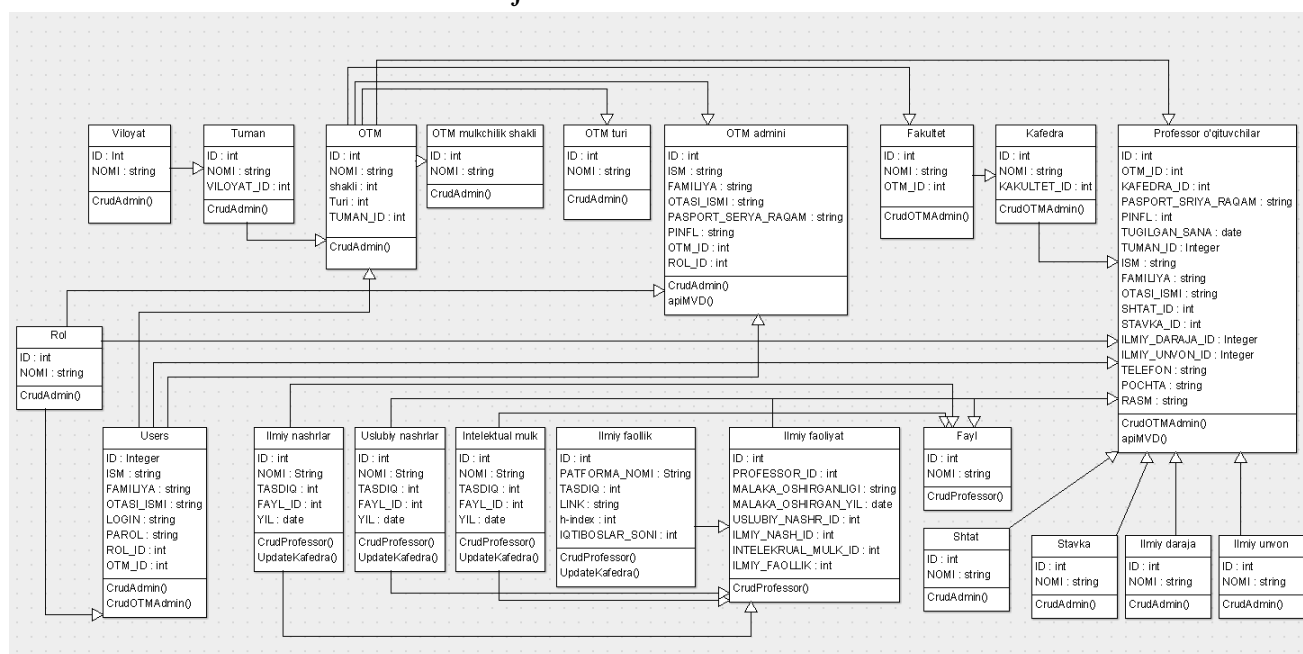 Viloyat
ID : Int
NOMI : string
CrudAdmin()
Tuman
ID : int
NOMI : string
VILOYAT_ID : int
CrudAdmin()
OTM
ID : int
NOMI : string
shakli : int
Turi : int
TUMAN_ID : int
CrudAdmin()
OTM mulkchilik shakli
ID : int
NOMI : string
CrudAdmin()
OTM turi
ID : int
NOMI : string
CrudAdmin()
OTM admini
ID : int
ISM : string
FAMILIYA : string
OTASI_ISMI : string
PASPORT_SERYA_RAQAM : string
PINFL : string
OTM_ID : int
ROL_ID : int
CrudAdmin()
apiMVD()
Fakultet
ID : int
NOMI : string
OTM_ID : int
CrudOTMAdmin()
Kafedra
ID : int
NOMI : string
KAKULTET_ID : int
CrudOTMAdmin()
Professor o'qituvchilar
ID : int
OTM_ID : int
KAFEDRA_ID : int
PASPORT_SRIYA_RAQAM : string
PINFL : int
TUGILGAN_SANA : date
TUMAN_ID : Integer
ISM : string
FAMILIYA : string
OTASI_ISMI : string
SHTAT_ID : int
STAVKA_ID : int
ILMIY_DARAJA_ID : Integer
ILMIY_UNVON_ID : Integer
TELEFON : string
POCHTA : string
RASM : string
CrudOTMAdmin()
apiMVD()
Rol
ID : int
NOMI : string
CrudAdmin()
Users
ID : Integer
ISM : string
FAMILIYA : string
OTASI_ISMI : string
LOGIN : string
PAROL : string
ROL_ID : int
OTM_ID : int
CrudAdmin()
CrudOTMAdmin()
Ilmiy nashrlar
ID : int
NOMI : String
TASDIQ : int
FAYL_ID : int
YIL : date
CrudProfessor()
UpdateKafedra()
Uslubiy nashrlar
ID : int
NOMI : String
TASDIQ : int
FAYL_ID : int
YIL : date
CrudProfessor()
UpdateKafedra()
Intelektual mulk
ID : int
NOMI : String
TASDIQ : int
FAYL_ID : int
YIL : date
CrudProfessor()
UpdateKafedra()
Ilmiy faollik
ID : int
PATFORMA_NOMI : String
TASDIQ : int
LINK : string
h-index : int
IQTIBOSLAR_SONI : int
CrudProfessor()
UpdateKafedra()
Ilmiy faoliyat
ID : int
PROFESSOR_ID : int
MALAKA_OSHIRGANLIGI : string
MALAKA_OSHIRGAN_YIL : date
USLUBIY_NASHR_ID : int
ILMIY_NASH_ID : int
INTELEKRUAL_MULK_ID : int
ILMIY_FAOLLIK : int
CrudProfessor()
Fayl
ID : int
NOMI : string
CrudProfessor()
Shtat
ID : int
NOMI : string
CrudAdmin()
Stavka
ID : int
NOMI : string
CrudAdmin()
Ilmiy daraja
ID : int
NOMI : string
CrudAdmin()
Ilmiy unvon
ID : int
NOMI : string
CrudAdmin()